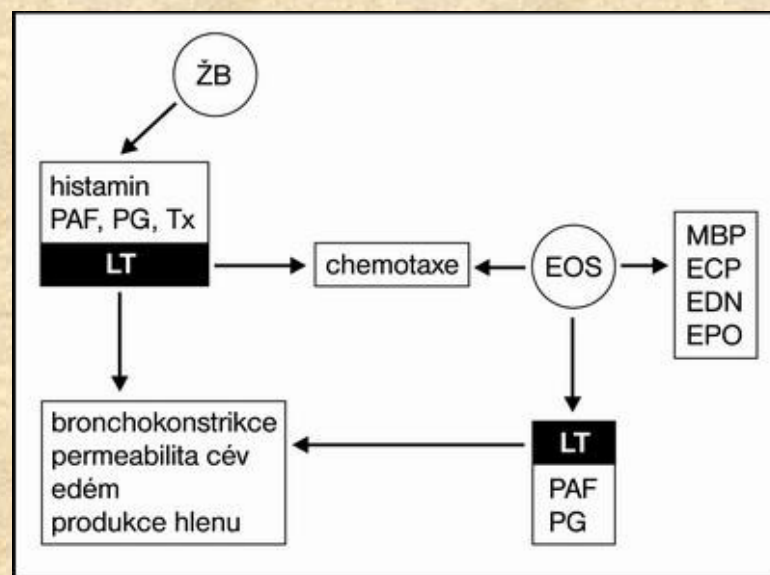 ŽB
histamin
PAF, PG, Tx
LT
chemotaxe
EOS
MBP
ECP
EDN
EPO
bronchokonstrikce
permeabilita cév
edém
produkce hlenu
LT
PAF
PG